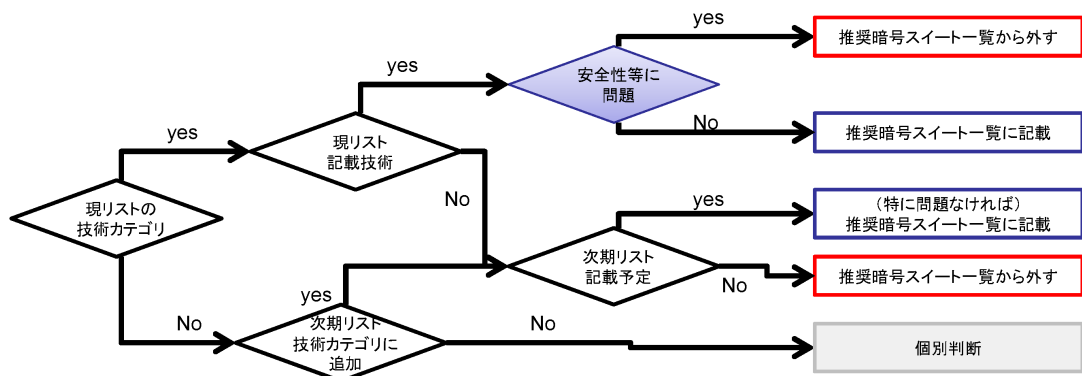 yes
推奨暗号スイート一覧から外す
yes
安全性等に
問題
No
推奨暗号スイート一覧に記載
yes
現リスト
記載技術
No
yes
（特に問題なければ）
推奨暗号スイート一覧に記載
現リストの
技術カテゴリ
次期リスト
記載予定
No
推奨暗号スイート一覧から外す
yes
No
次期リスト
技術カテゴリに
追加
No
個別判断